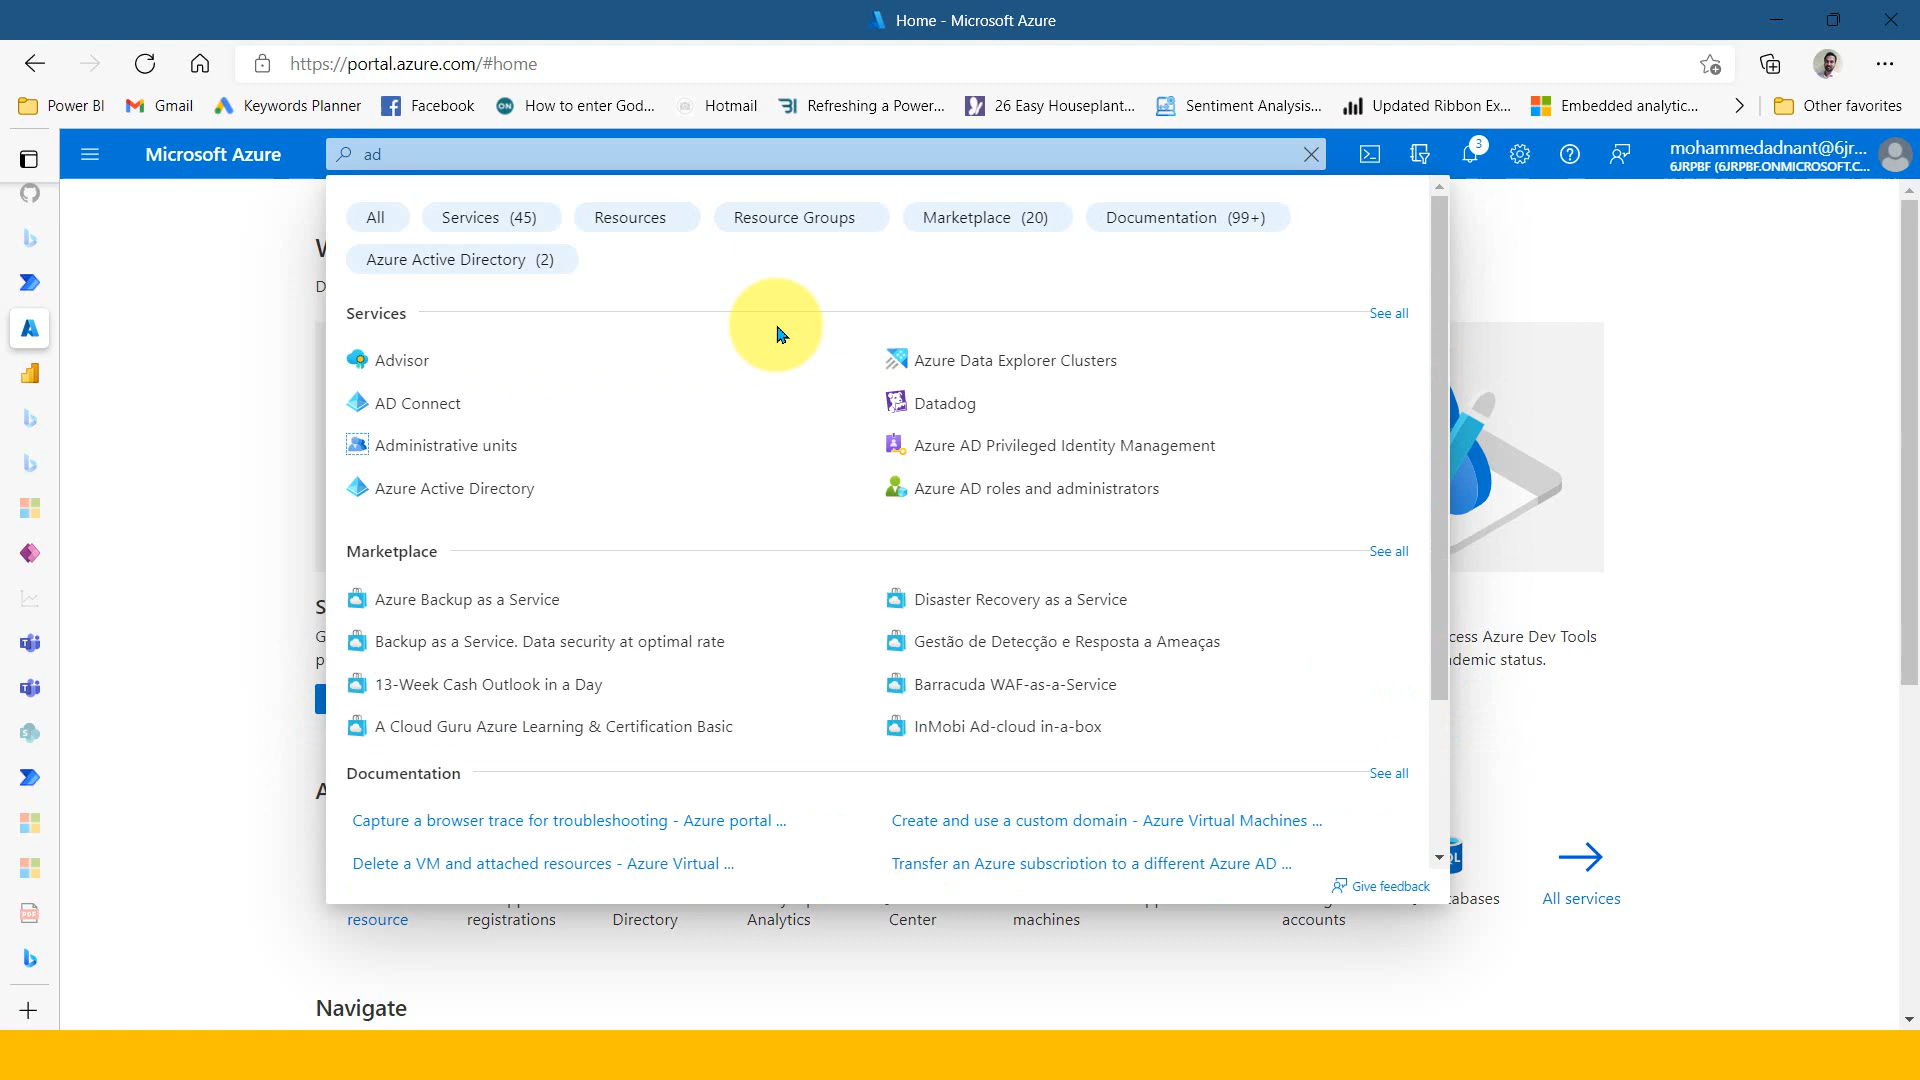 Home - Microsoft Azure
https://portal.azure.com/#home
Power BI Gmail Keywords Planner Facebook How to enter God... Hotmail Refreshing a Power... 26 Easy Houseplant... Sentiment Analysis... Updated Ribbon Ex... Embedded analytic... Other favorites
Microsoft Azure
ad
3
mohammedadnant@6jr...
6JRPBF (6JRPBF.ONMICROSOFT.C...
All Services (45) Resources Resource Groups Marketplace (20) Documentation (99+)
Azure Active Directory (2)
Services See all
Advisor Azure Data Explorer Clusters
AD Connect Datadog
Administrative units Azure AD Privileged Identity Management
Azure Active Directory Azure AD roles and administrators
Marketplace See all
Azure Backup as a Service Disaster Recovery as a Service
Backup as a Service. Data security at optimal rate Gestão de Detecção e Resposta a Ameaças
13-Week Cash Outlook in a Day Barracuda WAF-as-a-Service
A Cloud Guru Azure Learning & Certification Basic InMobi Ad-cloud in-a-box
Documentation See all
Capture a browser trace for troubleshooting - Azure portal ... Create and use a custom domain - Azure Virtual Machines ...
Delete a VM and attached resources - Azure Virtual ... Transfer an Azure subscription to a different Azure AD ...
Give feedback
Azure Dev Tools
status.
resource registrations Directory Analytics Center machines accounts
All services
Navigate